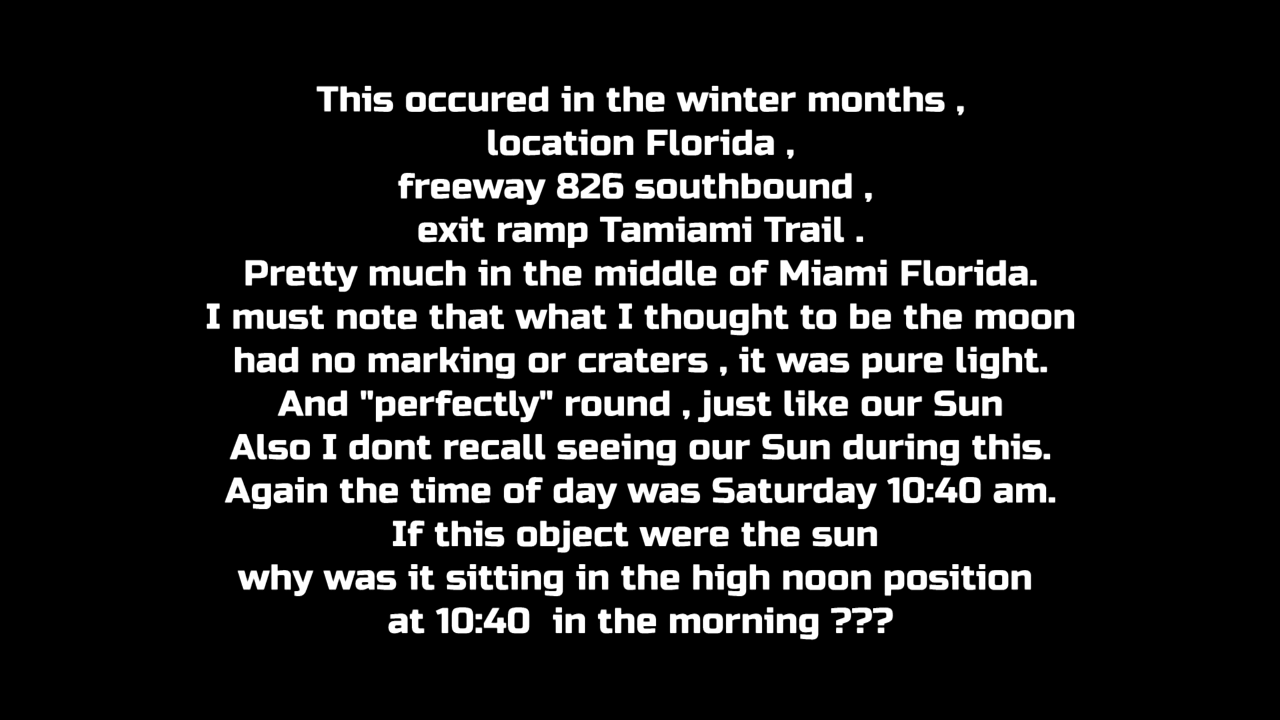 This occured in the winter months ,
location Florida ,
freeway 826 southbound ,
exit ramp Tamiami Trail .
Pretty much in the middle of Miami Florida.
I must note that what I thought to be the moon
had no marking or craters , it was pure light.
And "perfectly" round , just like our Sun
Also I dont recall seeing our Sun during this.
Again the time of day was Saturday 10:40 am.
If this object were the sun
why was it sitting in the high noon position
at 10:40  in the morning ???